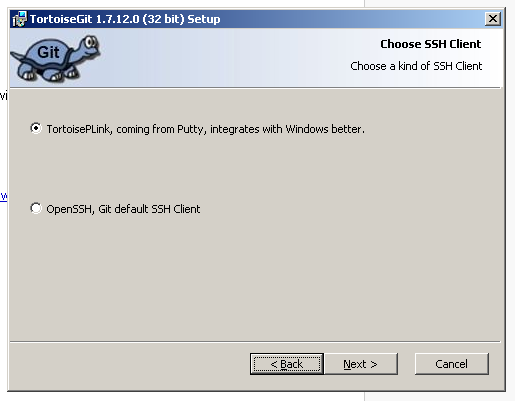 TortoiseGit 1.7.12.0 (32 bit) Setup
Git
Choose SSH Client
Choose a kind of SSH Client
vi
TortoisePLink, coming from Putty, integrates with Windows better.
OpenSSH, Git default SSH Client
< Back
Next >
Cancel